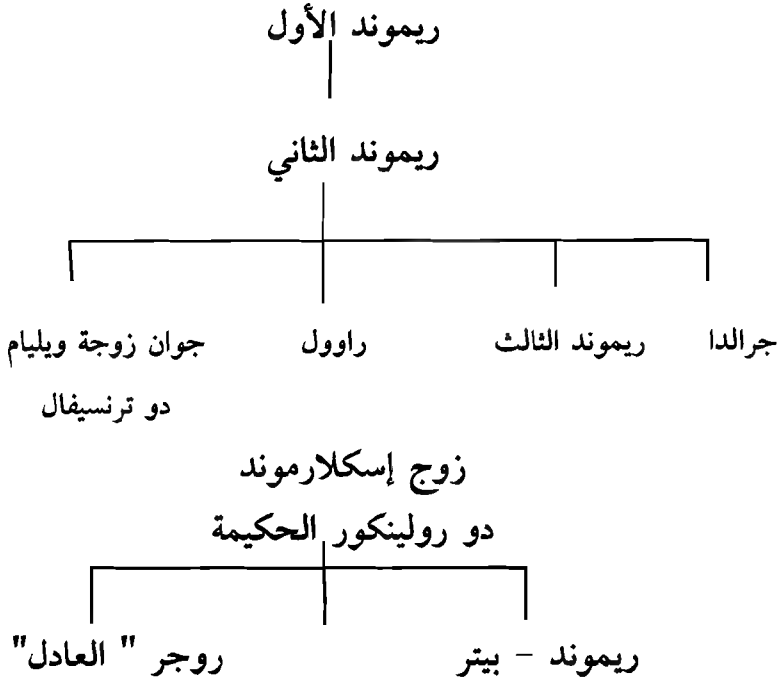 ريموند الأول
ريموند الثاني
جرالدا ريموند الثالث راوول جوان زوجة ويليام
دو ترنسيفال
زوج إسكلارموند
دو رولينكور الحكيمة
ريموند – بيتر روجر " العادل"